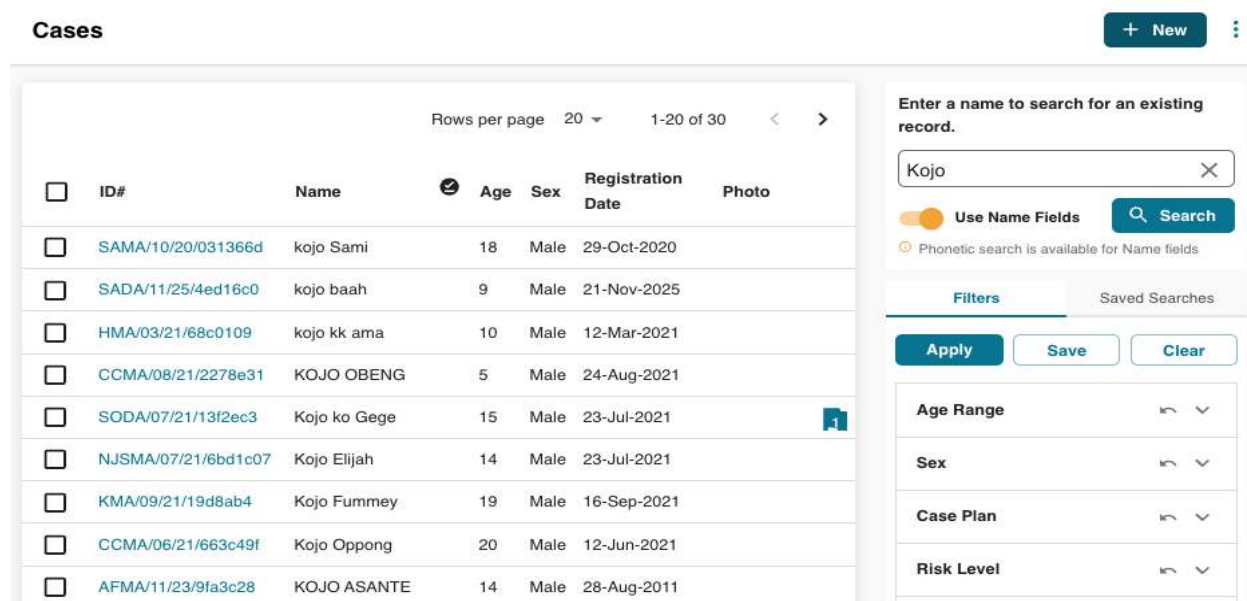 Cases
+ New
Rows per page 20 1-20 of 30
ID# Name Age Sex Registration Date Photo
SAMA/10/20/031366d kojo Sami 18 Male 29-Oct-2020
SADA/11/25/4ed16c0 kojo baah 9 Male 21-Nov-2025
HMA/03/21/68c0109 kojo kk ama 10 Male 12-Mar-2021
CCMA/08/21/2278e31 KOJO OBENG 5 Male 24-Aug-2021
SODA/07/21/13f2ec3 Kojo ko Gege 15 Male 23-Jul-2021 1
NJSMA/07/21/6bd1c07 Kojo Elijah 14 Male 23-Jul-2021
KMA/09/21/19d8ab4 Kojo Fummey 19 Male 16-Sep-2021
CCMA/06/21/663c49f Kojo Oppong 20 Male 12-Jun-2021
AFMA/11/23/9fa3c28 KOJO ASANTE 14 Male 28-Aug-2011
Enter a name to search for an existing
record.
Kojo
Use Name Fields Search
Phonetic search is available for Name fields
Filters Saved Searches
Apply Save Clear
Age Range
Sex
Case Plan
Risk Level